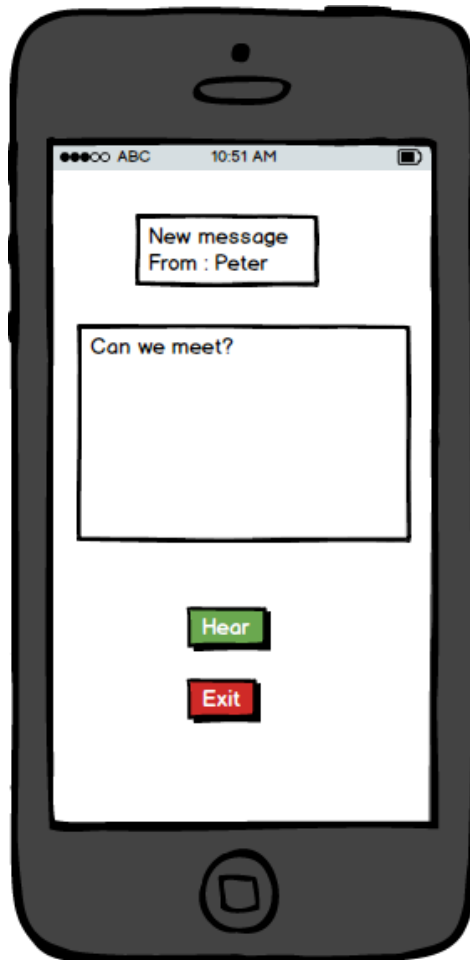 ABC 10:51 AM
New message
From : Peter
Can we meet?
Hear
Exit